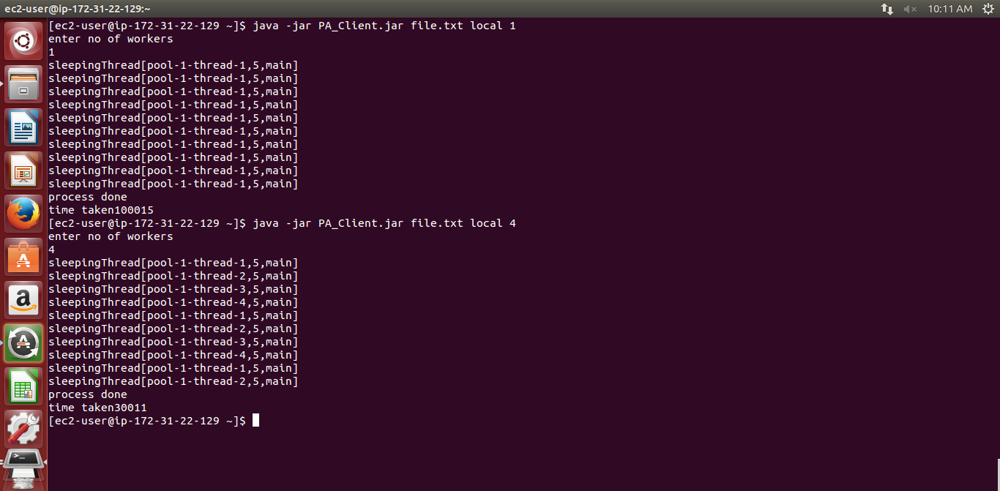 ec2-user@ip-172-31-22-129:~
10:11 AM
[ec2-user@ip-172-31-22-129 ~]$ java -jar PA_Client.jar file.txt local 1
enter no of workers
1
sleepingThread[pool-1-thread-1,5,main]
sleepingThread[pool-1-thread-1,5,main]
sleepingThread[pool-1-thread-1,5,main]
sleepingThread[pool-1-thread-1,5,main]
sleepingThread[pool-1-thread-1,5,main]
sleepingThread[pool-1-thread-1,5,main]
sleepingThread[pool-1-thread-1,5,main]
sleepingThread[pool-1-thread-1,5,main]
sleepingThread[pool-1-thread-1,5,main]
sleepingThread[pool-1-thread-1,5,main]
process done
time taken100015
[ec2-user@ip-172-31-22-129 ~]$ java -jar PA_Client.jar file.txt local 4
enter no of workers
4
sleepingThread[pool-1-thread-1,5,main]
sleepingThread[pool-1-thread-2,5,main]
sleepingThread[pool-1-thread-3,5,main]
sleepingThread[pool-1-thread-4,5,main]
sleepingThread[pool-1-thread-1,5,main]
sleepingThread[pool-1-thread-2,5,main]
sleepingThread[pool-1-thread-3,5,main]
sleepingThread[pool-1-thread-4,5,main]
sleepingThread[pool-1-thread-1,5,main]
sleepingThread[pool-1-thread-2,5,main]
process done
time taken30011
[ec2-user@ip-172-31-22-129 ~]$